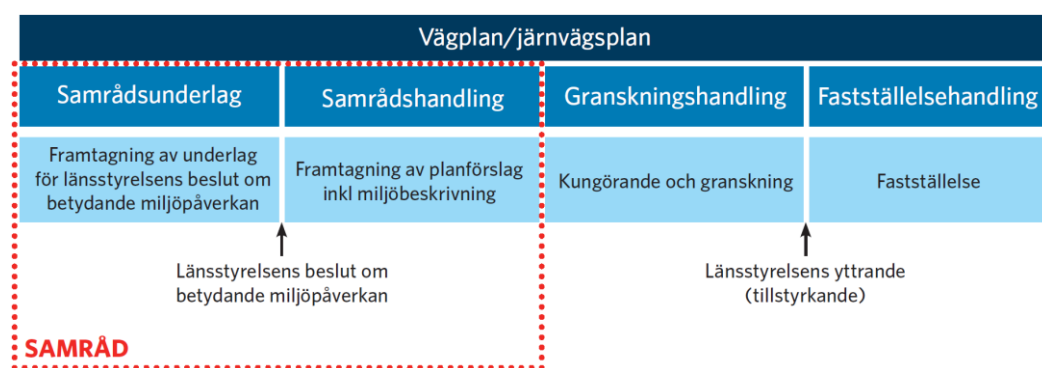 Vägplan/järnvägsplan
Samrådsunderlag
Samrådshandling
Granskningshandling
Fastställelsehandling
Framtagning av underlag
för länsstyrelsens beslut om
betydande miljöpåverkan
Framtagning av planförslag
inkl miljöbeskrivning
Kungörande och granskning
Fastställelse
Länsstyrelsens beslut om
betydande miljöpåverkan
Länsstyrelsens yttrande
(tillstyrkande)
SAMRÅD